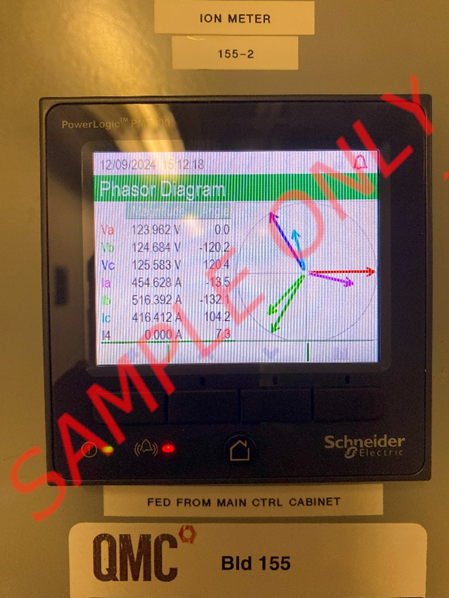 ION METER
155-2
PowerLogic™
12/09/2024 15:12:18
Phasor Diagram
Va 123.962 V 0.0
Vb 124.684 V -120.2
Vc 125.583 V 120.4
Ia 454.628 A -13.5
Ib 516.392 A -132.1
Ic 416.412 A 104.2
I4 0.000 A 7.3
Schneider
Electric
FED FROM MAIN CTRL CABINET
QMC Bld 155
SAMPLE ONLY